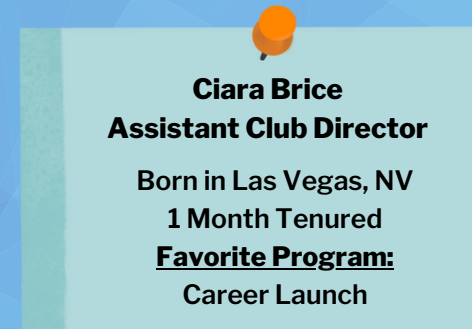 Ciara Brice
Assistant Club Director
Born in Las Vegas, NV
1 Month Tenured
Favorite Program:
Career Launch